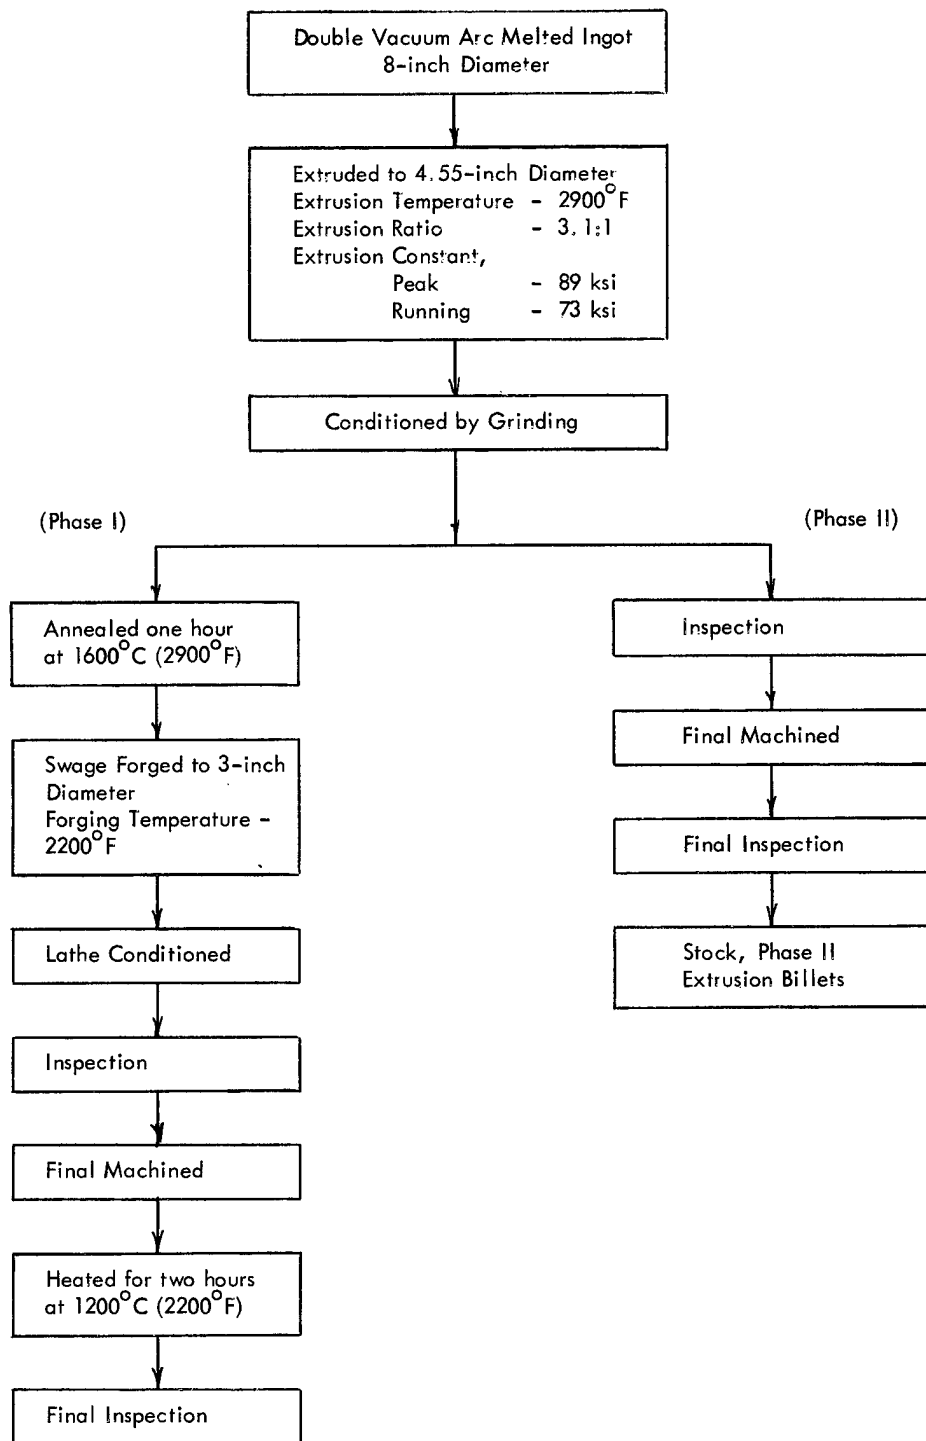 Double Vacuum Arc Melted Ingot
8-inch Diameter
Extruded to 4.55-inch Diameter
Extrusion Temperature - 2900°F
Extrusion Ratio - 3.1:1
Extrusion Constant,
Peak - 89 ksi
Running - 73 ksi
Conditioned by Grinding
(Phase I)
(Phase II)
Annealed one hour
at 1600°C (2900°F)
Swage Forged to 3-inch
Diameter
Forging Temperature -
2200°F
Lathe Conditioned
Inspection
Final Machined
Heated for two hours
at 1200°C (2200°F)
Final Inspection
Inspection
Final Machined
Final Inspection
Stock, Phase II
Extrusion Billets